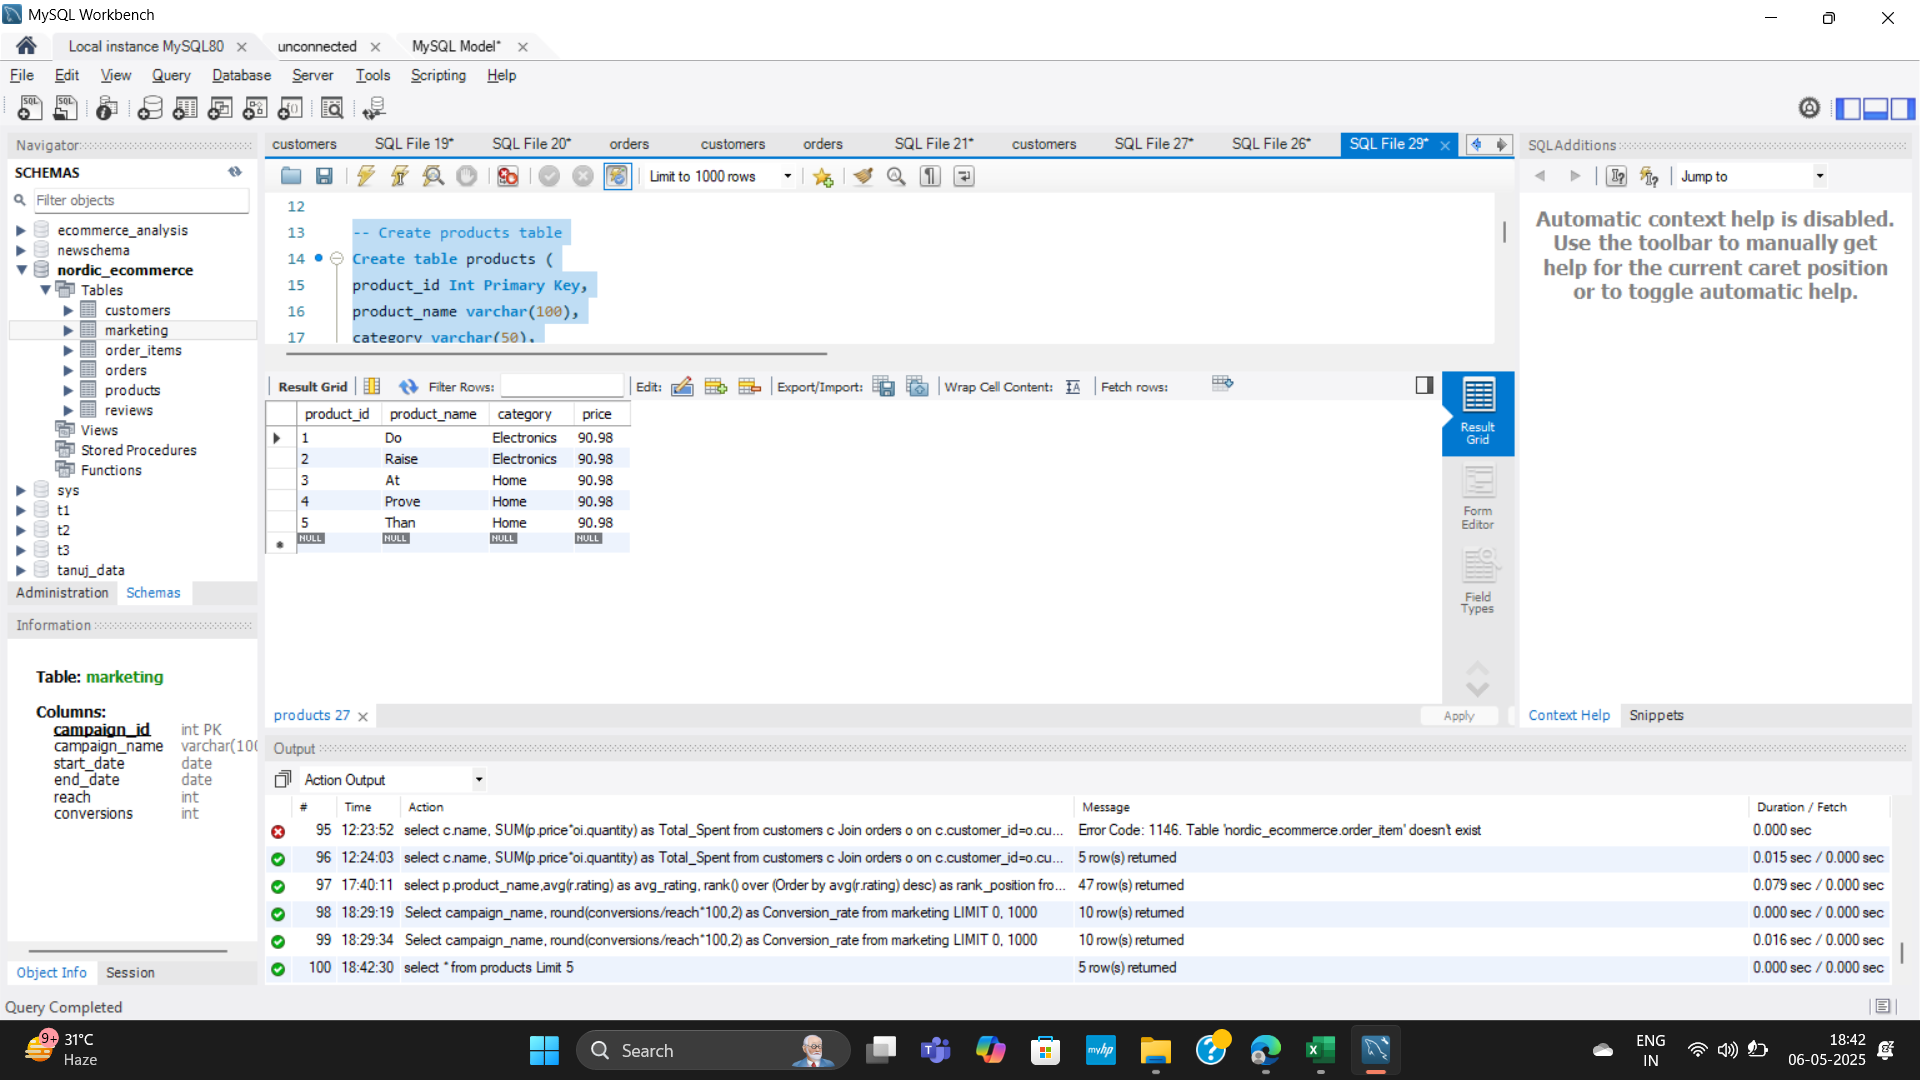 MySQL Workbench
Local instance MySQL80
unconnected
MySQL Model*
File Edit View Query Database Server Tools Scripting Help
Navigator
SCHEMAS
Filter objects
ecommerce_analysis
newschema
nordic_ecommerce
Tables
customers
marketing
order_items
orders
products
reviews
Views
Stored Procedures
Functions
sys
t1
t2
t3
tanuj_data
Administration Schemas
Information
Table: marketing
Columns:
campaign_id int PK
campaign_name varchar(100
start_date date
end_date date
reach int
conversions int
Object Info Session
Query Completed
customers SQL File 19* SQL File 20* orders customers orders SQL File 21* customers SQL File 27* SQL File 26* SQL File 29*
Limit to 1000 rows
12
13 -- Create products table
14 Create table products (
15 product_id Int Primary Key,
16 product_name varchar(100),
17 category varchar(50),
Result Grid Filter Rows: Edit: Export/Import: Wrap Cell Content: Fetch rows:
product_id product_name category price
1 Do Electronics 90.98
2 Raise Electronics 90.98
3 At Home 90.98
4 Prove Home 90.98
5 Than Home 90.98
NULL NULL NULL NULL
Result
Grid
Form
Editor
Field
Types
products 27
Apply
SQLAdditions
Jump to
Automatic context help is disabled.
Use the toolbar to manually get
help for the current caret position
or to toggle automatic help.
Context Help Snippets
Output
Action Output
# Time Action Message Duration / Fetch
95 12:23:52 select c.name, SUM(p.price*oi.quantity) as Total_Spent from customers c Join orders o on c.customer_id=o.cu... Error Code: 1146. Table 'nordic_ecommerce.order_item' doesn't exist 0.000 sec
96 12:24:03 select c.name, SUM(p.price*oi.quantity) as Total_Spent from customers c Join orders o on c.customer_id=o.cu... 5 row(s) returned 0.015 sec / 0.000 sec
97 17:40:11 select p.product_name,avg(r.rating) as avg_rating, rank() over (Order by avg(r.rating) desc) as rank_position fro... 47 row(s) returned 0.079 sec / 0.000 sec
98 18:29:19 Select campaign_name, round(conversions/reach*100,2) as Conversion_rate from marketing LIMIT 0, 1000 10 row(s) returned 0.000 sec / 0.000 sec
99 18:29:34 Select campaign_name, round(conversions/reach*100,2) as Conversion_rate from marketing LIMIT 0, 1000 10 row(s) returned 0.016 sec / 0.000 sec
100 18:42:30 select * from products Limit 5 5 row(s) returned 0.000 sec / 0.000 sec
9+
31°C
Haze
Search
myhp
ENG
IN
18:42
06-05-2025